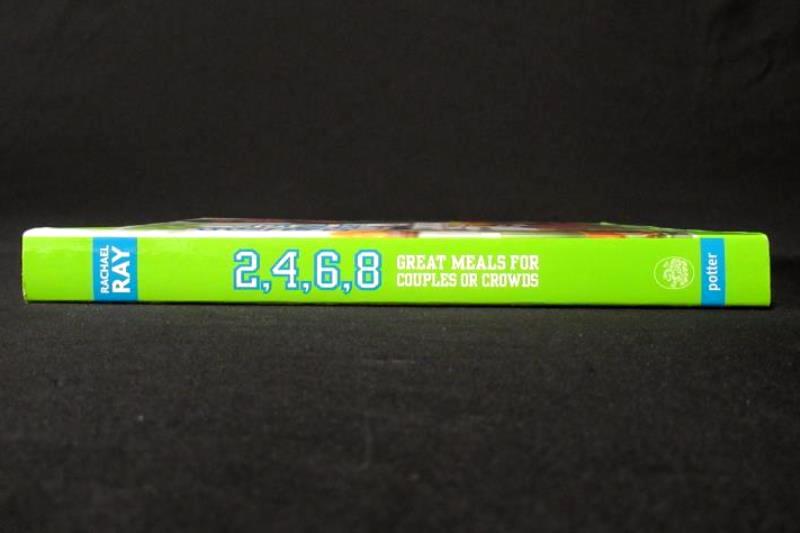 RACHAEL
RAY
2,4,6,8
GREAT MEALS FOR
COUPLES OR CROWDS
potter